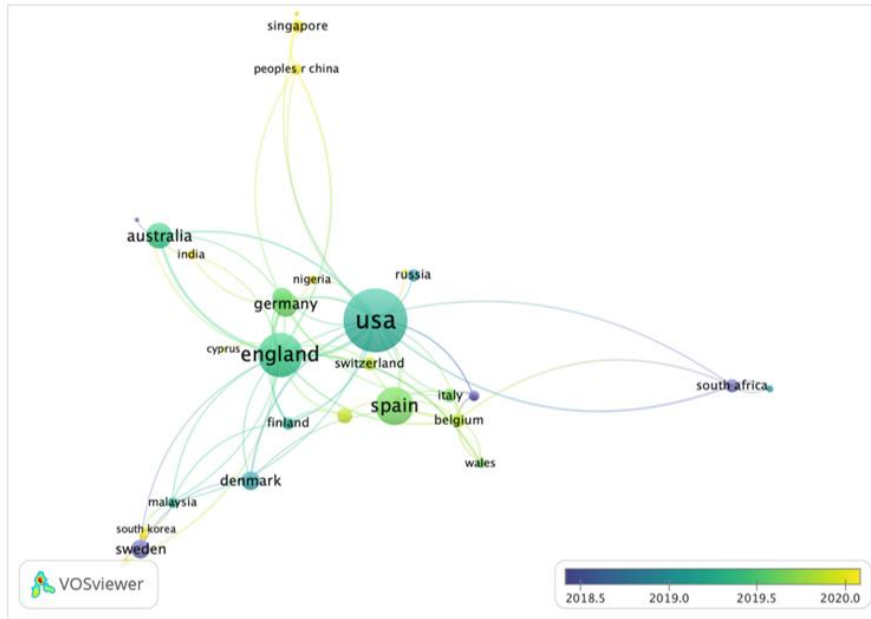 singapore
peoples r china
australia
india
nigeria
russia
germany
usa
cyprus
england
switzerland
south africa
italy
spain
belgium
finland
wales
denmark
malaysia
south korea
sweden
VOSviewer
2018.5 2019.0 2019.5 2020.0